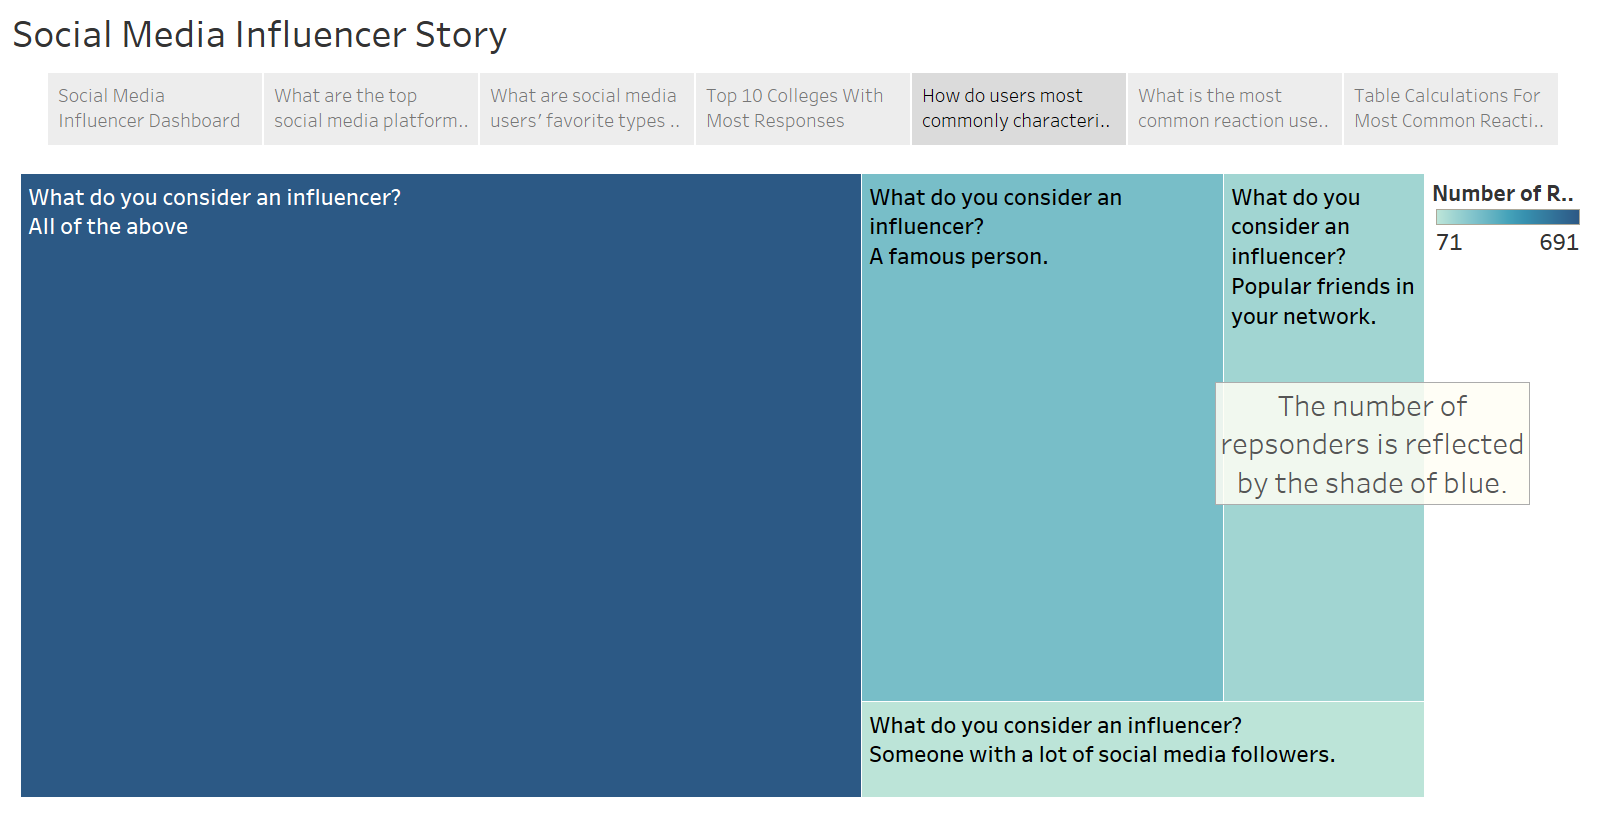 Social Media Influencer Story
Social Media
Influencer Dashboard
What are the top
social media platform..
What are social media
users’ favorite types ..
Top 10 Colleges With
Most Responses
How do users most
commonly characteri..
What is the most
common reaction use..
Table Calculations For
Most Common Reacti..
What do you consider an influencer?
All of the above
What do you consider an
influencer?
A famous person.
What do you
consider an
influencer?
Popular friends in
your network.
Number of R..
71
691
The number of
repsonders is reflected
by the shade of blue.
What do you consider an influencer?
Someone with a lot of social media followers.